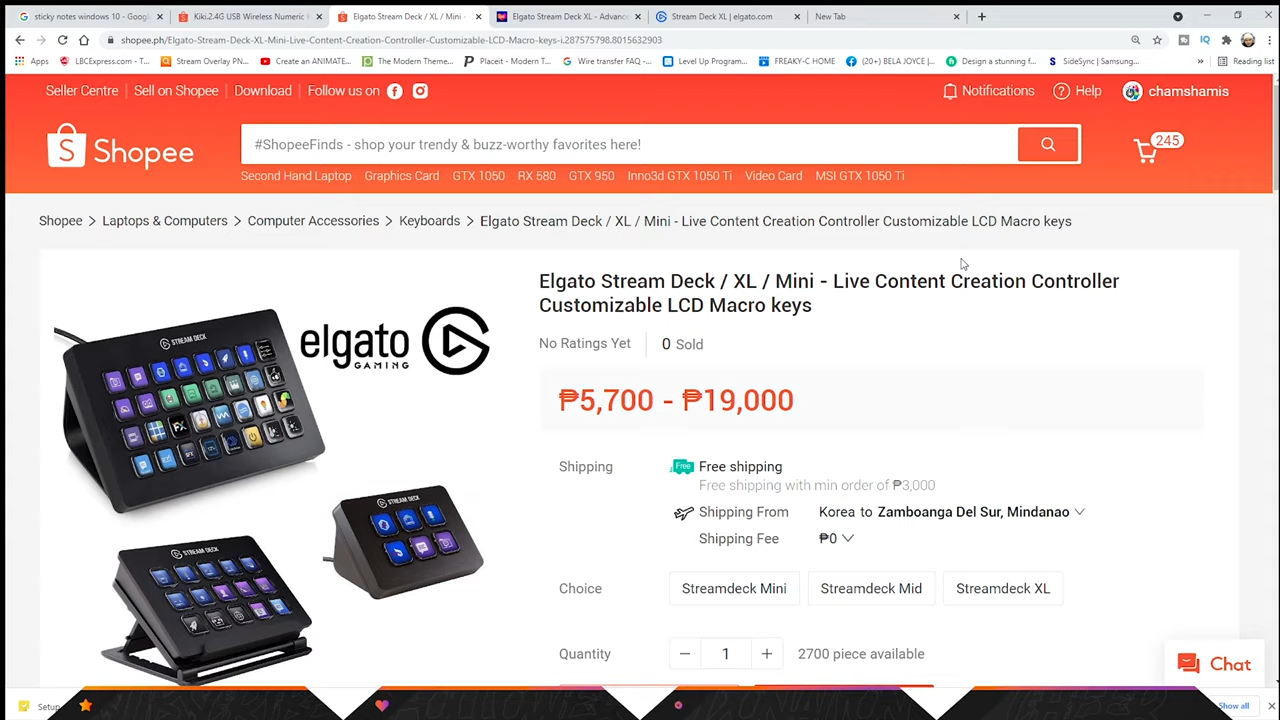 sticky notes windows 10 - Goog
Kiki.2.4G USB Wireless Numeric
Elgato Stream Deck / XL / Mini -
Elgato Stream Deck XL - Advanc
Stream Deck XL | elgato.com
New Tab
shopee.ph/Elgato-Stream-Deck-XL-Mini-Live-Content-Creation-Controller-Customizable-LCD-Macro-keys-i.287575798.8015632903
Apps
LBCExpress.com - T...
Stream Overlay PN...
Create an ANIMATE...
The Modern Theme...
Placeit - Modern T...
Wire transfer FAQ -...
Level Up Program...
FREAKY-C HOME
(20+) BELA JOYCE J...
Design a stunning f...
SideSync | Samsung...
Reading list
Seller Centre
Sell on Shopee
Download
Follow us on
Notifications
Help
chamshamis
Shopee
#ShopeeFinds - shop your trendy & buzz-worthy favorites here!
245
Second Hand Laptop
Graphics Card
GTX 1050
RX 580
GTX 950
Inno3d GTX 1050 Ti
Video Card
MSI GTX 1050 Ti
Shopee > Laptops & Computers > Computer Accessories > Keyboards > Elgato Stream Deck / XL / Mini - Live Content Creation Controller Customizable LCD Macro keys
Elgato Stream Deck / XL / Mini - Live Content Creation Controller
Customizable LCD Macro keys
No Ratings Yet
0 Sold
₱5,700 - ₱19,000
elgato
GAMING
STREAM DECK
STREAM DECK
STREAM DECK
Shipping
Free
Free shipping
Free shipping with min order of ₱3,000
Shipping From
Korea to Zamboanga Del Sur, Mindanao
Shipping Fee
₱0
Choice
Streamdeck Mini
Streamdeck Mid
Streamdeck XL
Quantity
1
2700 piece available
Chat
Setup
Show all